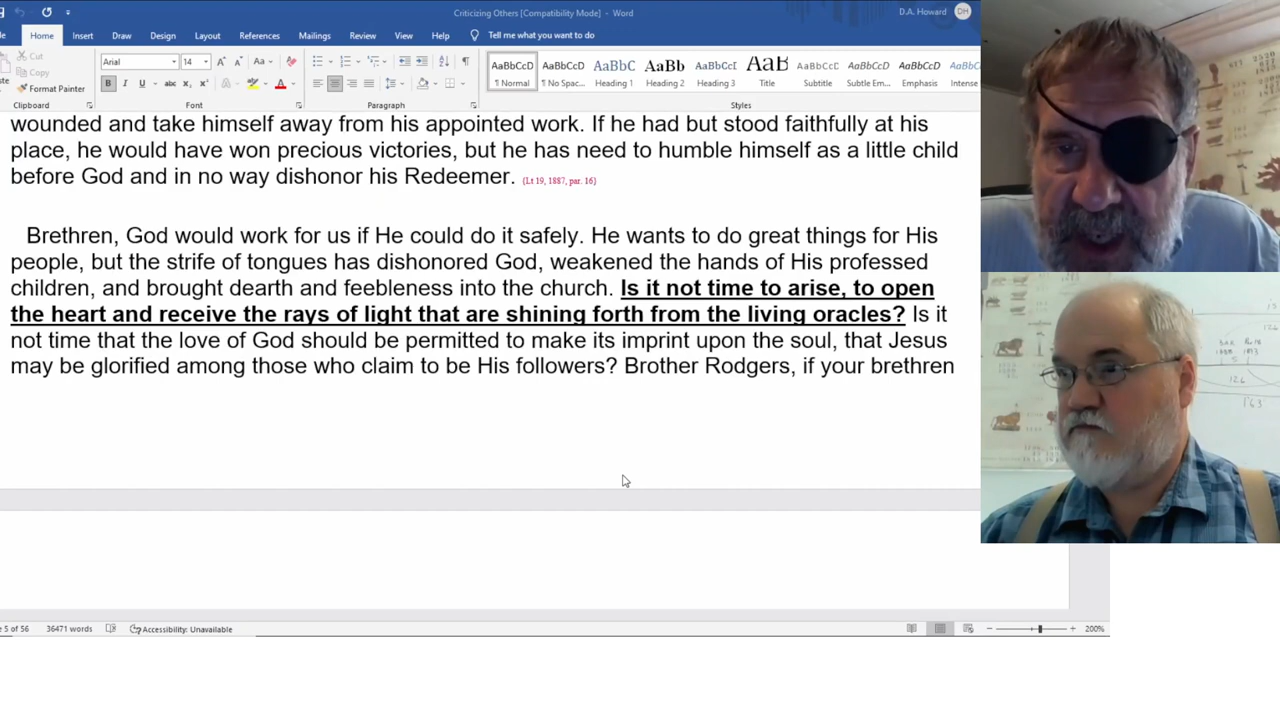 Criticizing Others [Compatibility Mode] - Word
D.A. Howard
DH
Home Insert Draw Design Layout References Mailings Review View Help Tell me what you want to do
Cut
Copy
Format Painter
Clipboard
Arial
14
Font
Paragraph
AaBbCcD AaBbCcD AaBbCcD AaBbCc AaBbCcD AaB AaBbCcD AaBbCcD AaBbCcD
¶ Normal ¶ No Spac... Heading 1 Heading 2 Heading 3 Title Subtitle Subtle Em... Emphasis Intense
Styles
wounded and take himself away from his appointed work. If he had but stood faithfully at his
place, he would have won precious victories, but he has need to humble himself as a little child
before God and in no way dishonor his Redeemer. {Lt 19, 1887, par. 16}
Brethren, God would work for us if He could do it safely. He wants to do great things for His
people, but the strife of tongues has dishonored God, weakened the hands of His professed
children, and brought dearth and feebleness into the church. Is it not time to arise, to open
the heart and receive the rays of light that are shining forth from the living oracles? Is it
not time that the love of God should be permitted to make its imprint upon the soul, that Jesus
may be glorified among those who claim to be His followers? Brother Rodgers, if your brethren
5 of 56 36471 words Accessibility: Unavailable 200%
2520
126
163